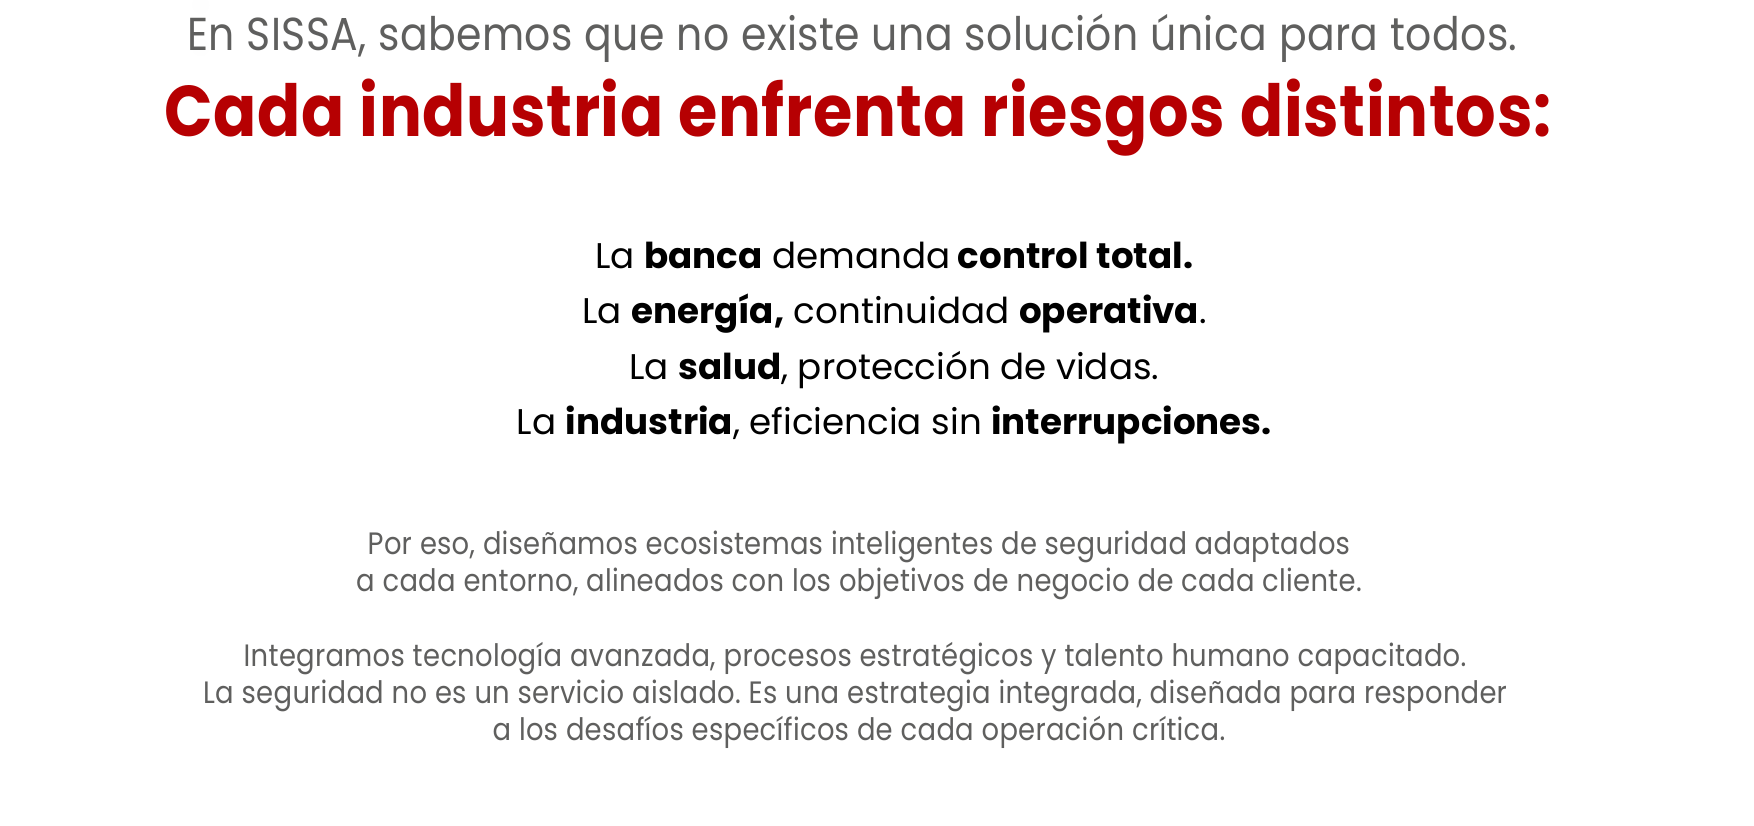 En SISSA, sabemos que no existe una solución única para todos.
Cada industria enfrenta riesgos distintos:
La banca demanda control total.
La energía, continuidad operativa.
La salud, protección de vidas.
La industria, eficiencia sin interrupciones.
Por eso, diseñamos ecosistemas inteligentes de seguridad adaptados
a cada entorno, alineados con los objetivos de negocio de cada cliente.
Integramos tecnología avanzada, procesos estratégicos y talento humano capacitado.
La seguridad no es un servicio aislado. Es una estrategia integrada, diseñada para responder
a los desafíos específicos de cada operación crítica.